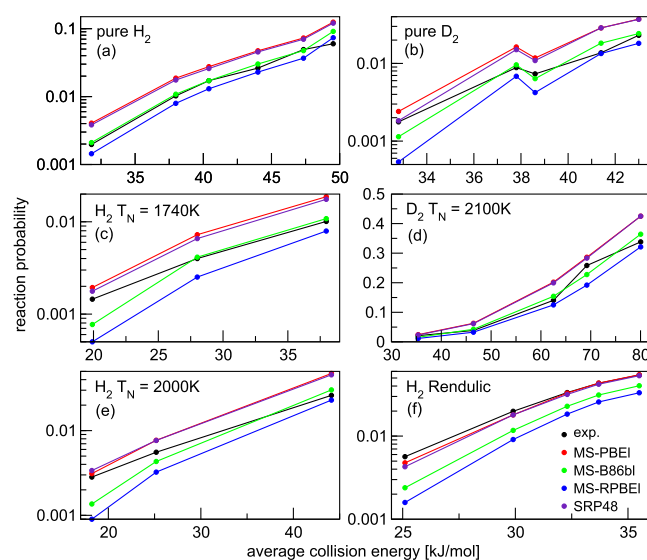 pure H2
(a)
0.1
0.01
0.001
35 40 45 50
pure D2
(b)
0.01
0.001
34 36 38 40 42
H2 TN = 1740K
(c)
0.01
0.001
20 25 30 35
D2 TN = 2100K
(d)
0.5
0.4
0.3
0.2
0.1
0
30 40 50 60 70 80
H2 TN = 2000K
(e)
0.01
0.001
20 25 30 35 40
H2 Rendulic
(f)
exp.
MS-PBEl
MS-B86bl
MS-RPBEl
SRP48
0.01
0.001
25 30 35
reaction probability
average collision energy [kJ/mol]